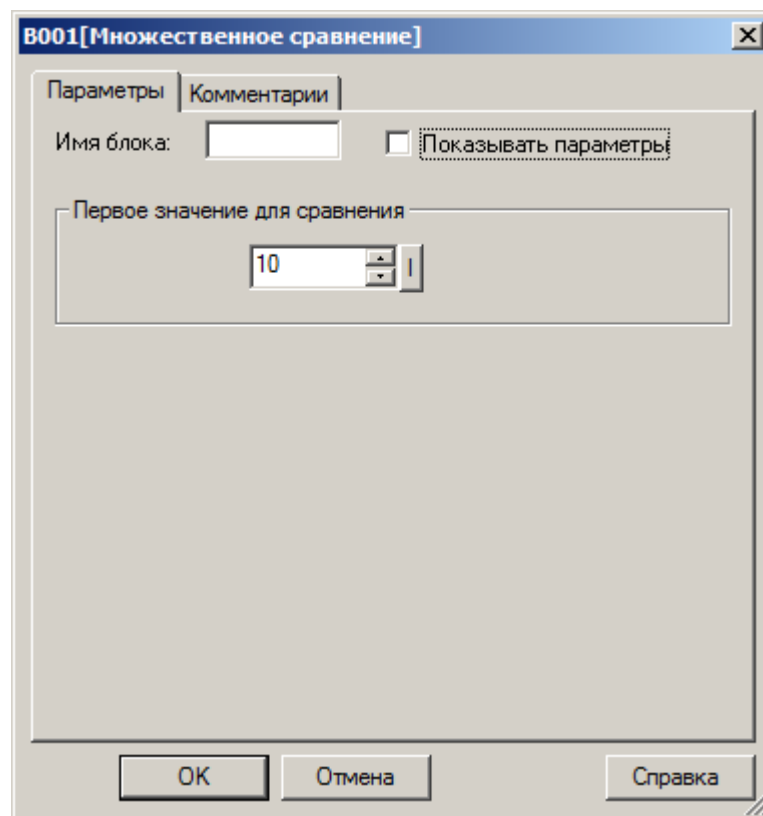 B001[Множественное сравнение]
Параметры Комментарии
Имя блока: Показывать параметры
Первое значение для сравнения
10 I
OK Отмена Справка